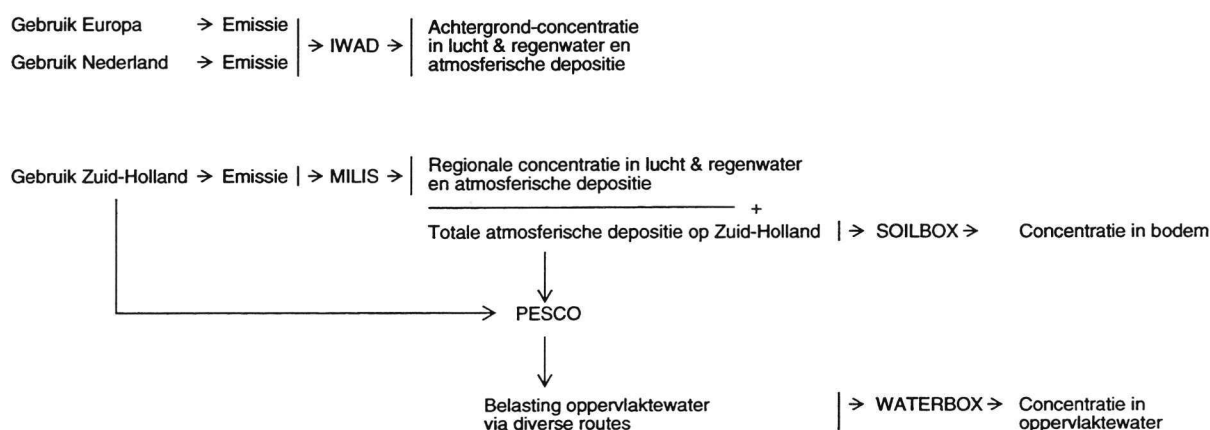 Gebruik Europa → Emissie
Gebruik Nederland → Emissie
→ IWAD →
Achtergrond-concentratie
in lucht & regenwater en
atmosferische depositie
Gebruik Zuid-Holland → Emissie | → MILIS →
Regionale concentratie in lucht & regenwater
en atmosferische depositie
+
Totale atmosferische depositie op Zuid-Holland | → SOILBOX → Concentratie in bodem
PESCO
Belasting oppervlaktewater
via diverse routes
→ WATERBOX →
Concentratie in
oppervlaktewater